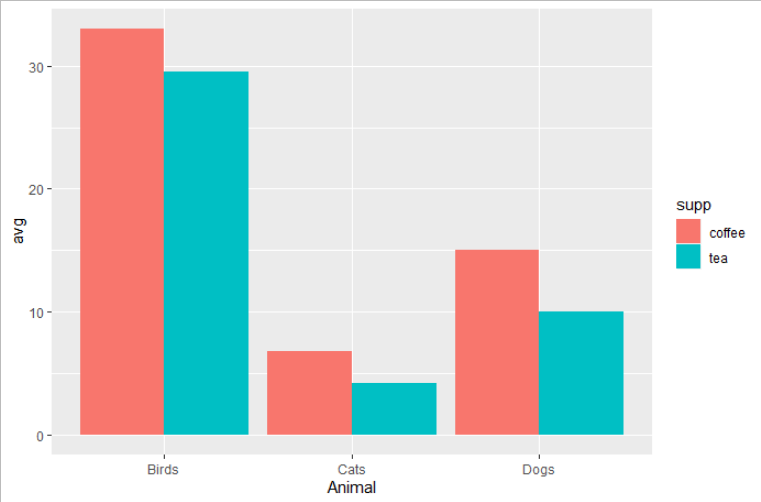 avg
30
20
10
0
Birds Cats Dogs
Animal
supp
coffee
tea